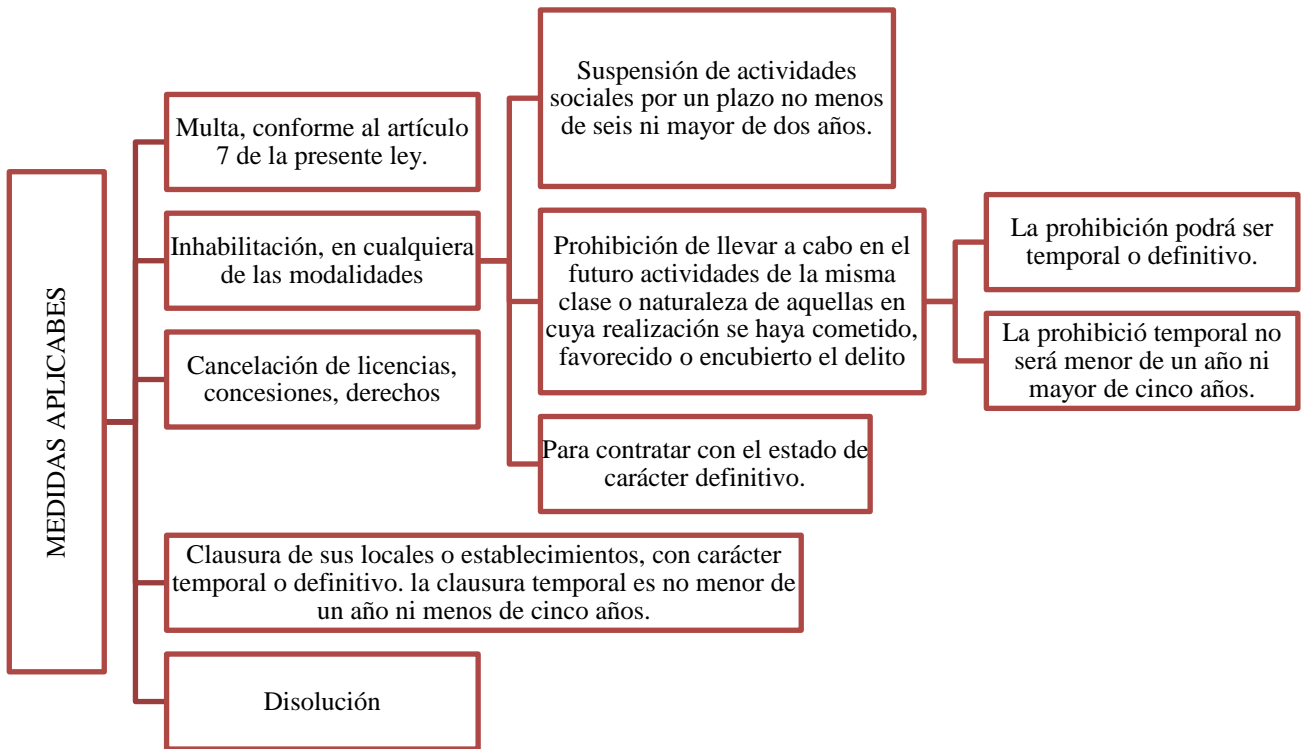 MEDIDAS APLICABES
Multa, conforme al artículo
7 de la presente ley.
Inhabilitación, en cualquiera
de las modalidades
Suspensión de actividades
sociales por un plazo no menos
de seis ni mayor de dos años.
Prohibición de llevar a cabo en el
futuro actividades de la misma
clase o naturaleza de aquellas en
cuya realización se haya cometido,
favorecido o encubierto el delito
La prohibición podrá ser
temporal o definitivo.
La prohibició temporal no
será menor de un año ni
mayor de cinco años.
Para contratar con el estado de
carácter definitivo.
Cancelación de licencias,
concesiones, derechos
Clausura de sus locales o establecimientos, con carácter
temporal o definitivo. la clausura temporal es no menor de
un año ni menos de cinco años.
Disolución